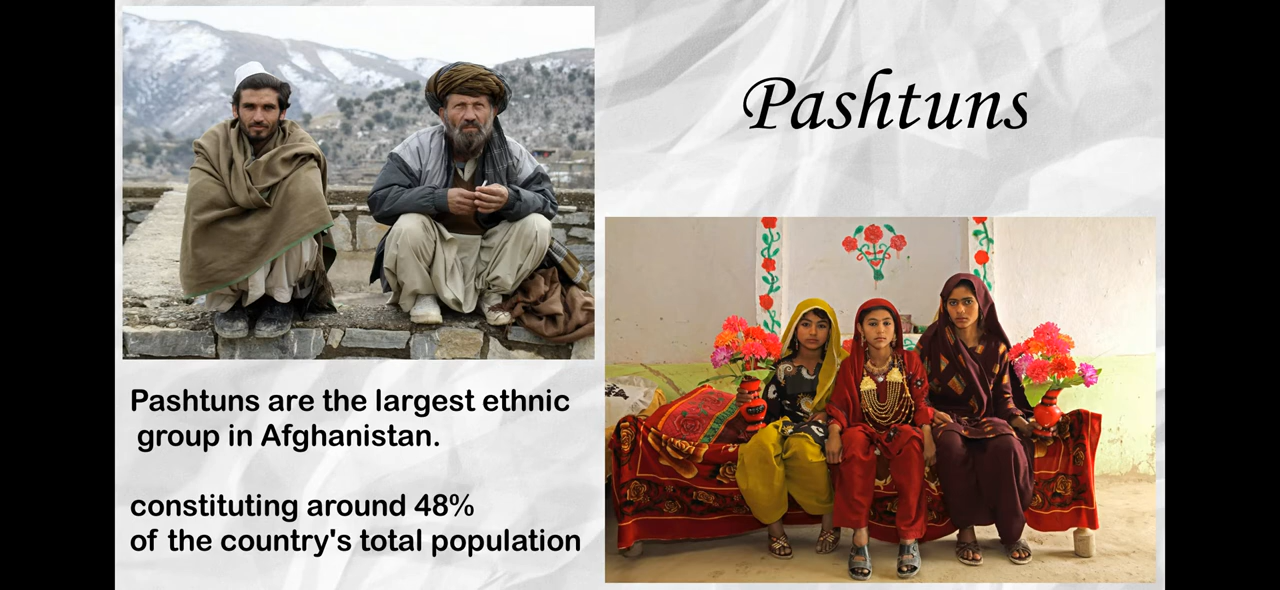 Pashtuns
Pashtuns are the largest ethnic
group in Afghanistan.
constituting around 48%
of the country's total population